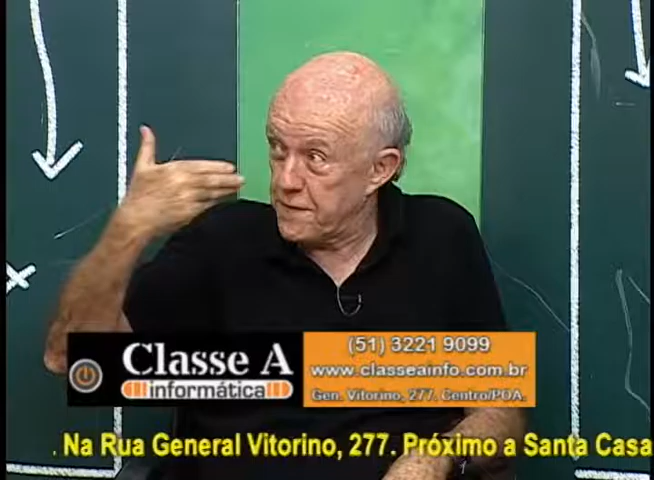 Classe A
informática
(51) 3221 9099
www.classeainfo.com.br
Gen. Vitorino, 277. Centro/POA.
. Na Rua General Vitorino, 277. Próximo a Santa Casa